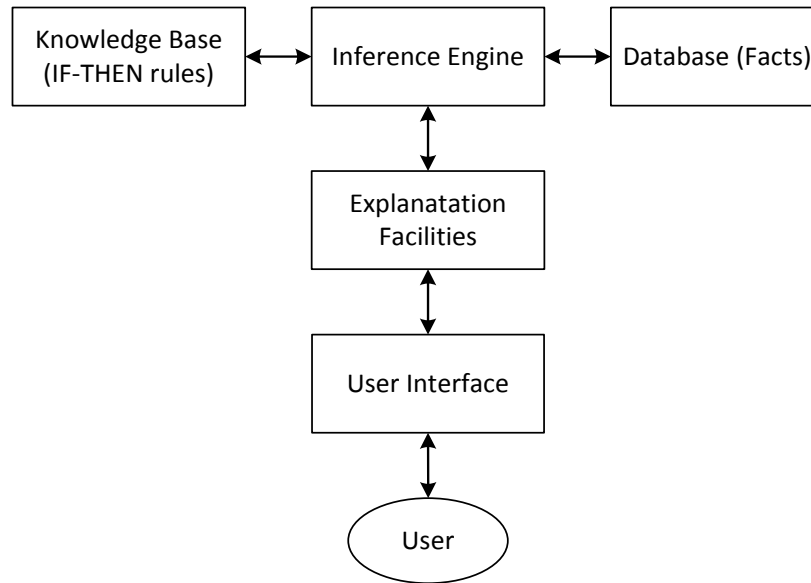 Knowledge Base
(IF-THEN rules)
Inference Engine
Database (Facts)
Explanatation
Facilities
User Interface
User